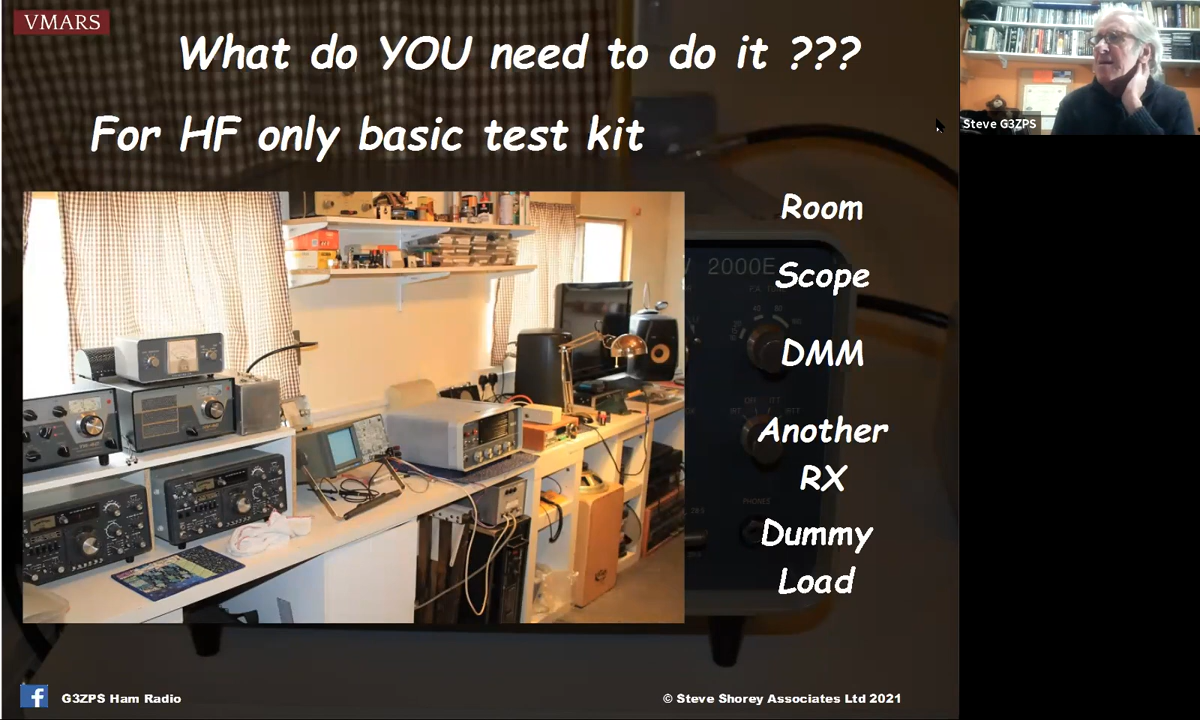 VMARS
What do YOU need to do it ???
For HF only basic test kit
Steve G3ZPS
Room
2000E
Scope
DMM
Another
RX
PHONES
Dummy
Load
G3ZPS Ham Radio
© Steve Shorey Associates Ltd 2021